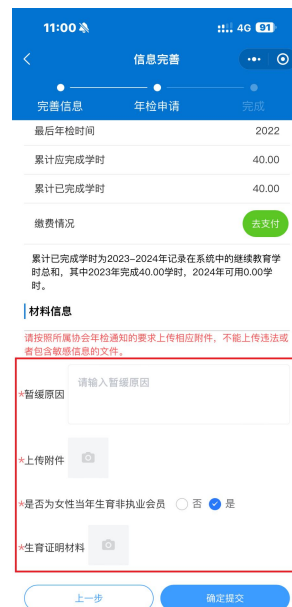 11:00
4G 91
信息完善
完善信息 年检申请 完成
最后年检时间 2022
累计应完成学时 40.00
累计已完成学时 40.00
缴费情况 去支付
累计已完成学时为2023-2024年记录在系统中的继续教育学
时总和，其中2023年完成40.00学时，2024年可用0.00学
时。
材料信息
请按照所属协会年检通知的要求上传相应附件，不能上传违法或
者包含敏感信息的文件。
*暂缓原因 请输入暂缓原因
*上传附件
*是否为女性当年生育非执业会员 否 是
*生育证明材料
上一步 确定提交